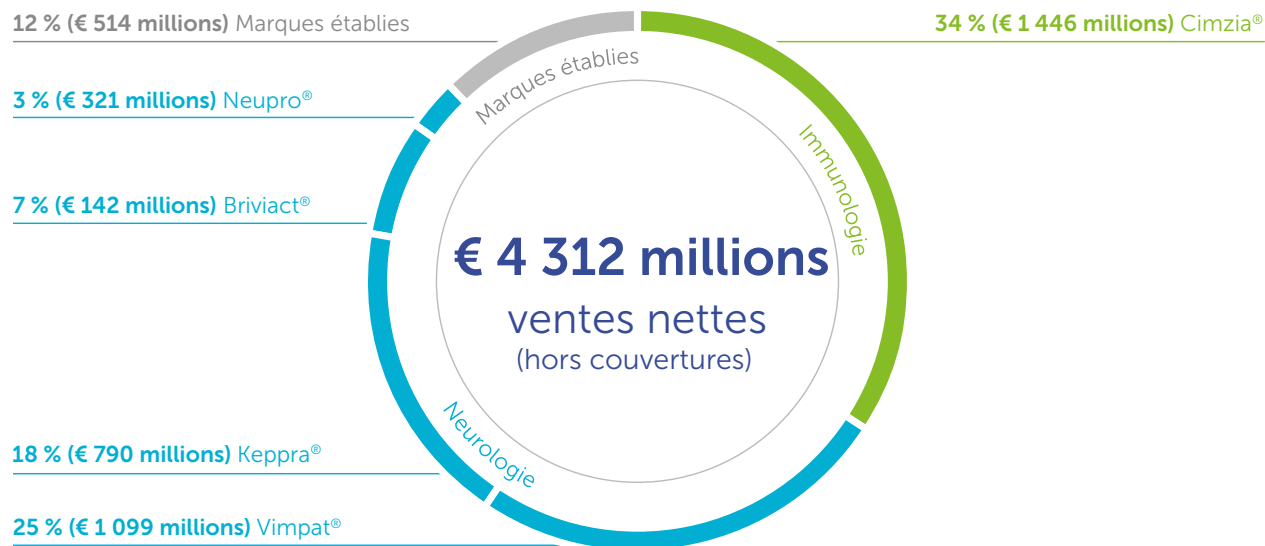 12 % (€ 514 millions) Marques établies
34 % (€ 1 446 millions) Cimzia®
Marques établies
3 % (€ 321 millions) Neupro®
Immunologie
7 % (€ 142 millions) Briviact®
€ 4 312 millions
ventes nettes
(hors couvertures)
Neurologie
18 % (€ 790 millions) Keppra®
25 % (€ 1 099 millions) Vimpat®